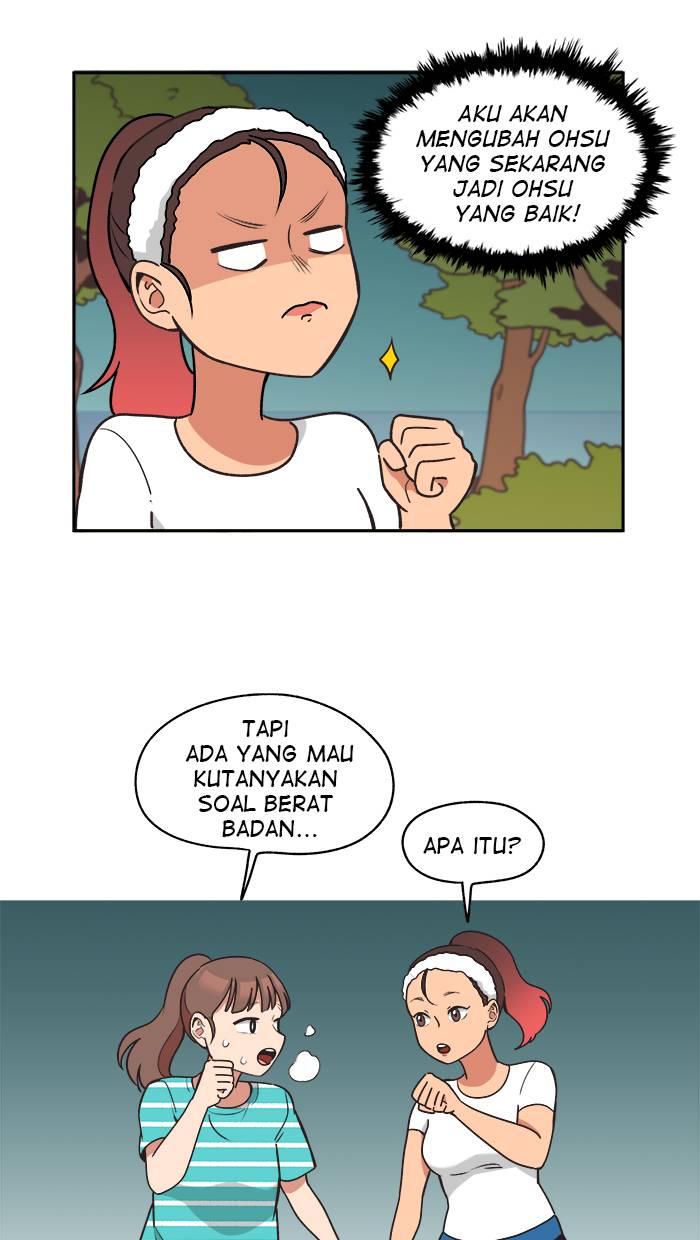 AKU AKAN
MENGUBAH OHSU
YANG SEKARANG
JADI OHSU
YANG BAIK!
TAPI
ADA YANG MAU
KUTANYAKAN
SOAL BERAT
BADAN...
APA ITU?